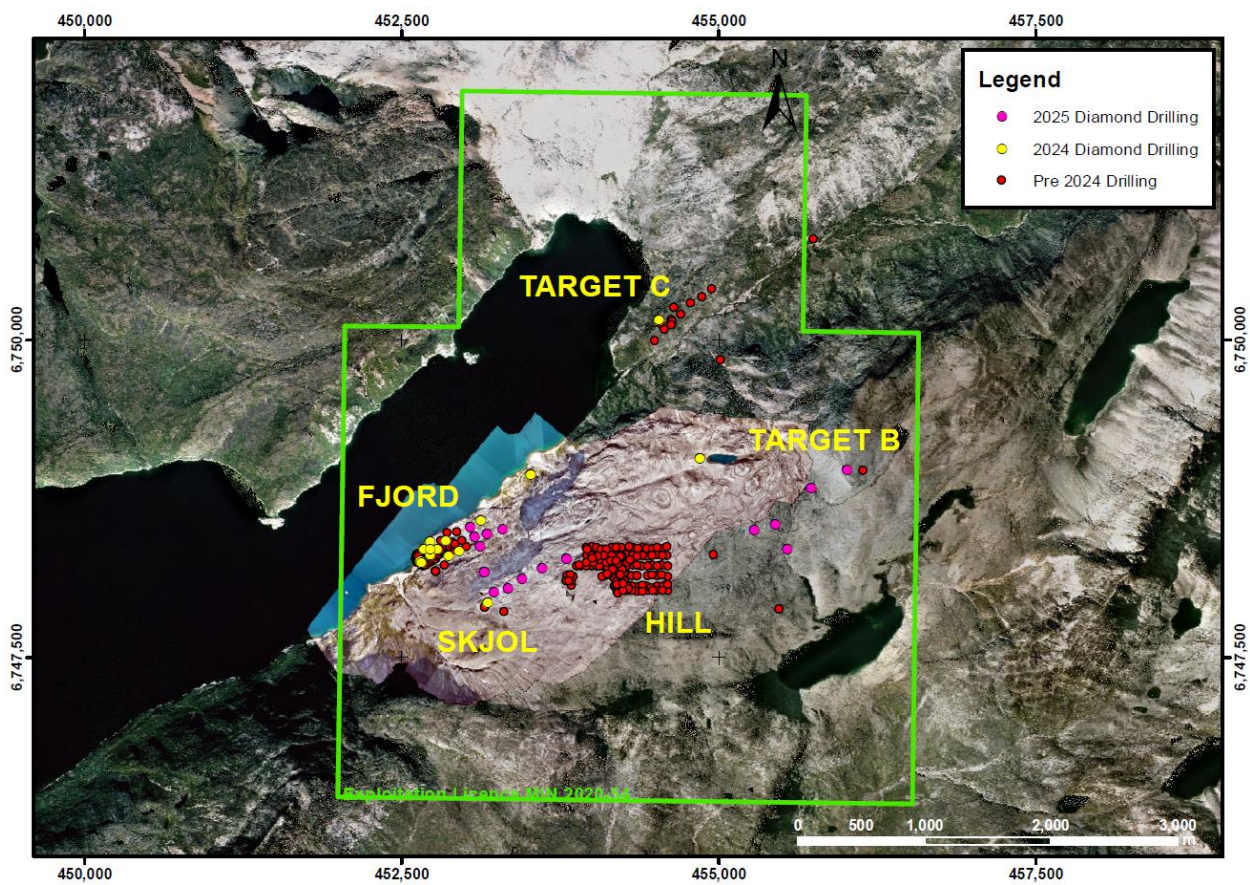 450,000 452,500 455,000 457,500
N
Legend
2025 Diamond Drilling
2024 Diamond Drilling
Pre 2024 Drilling
TARGET C
6,750,000 6,750,000
TARGET B
FJORD
HILL
SKJOL
6,747,500 6,747,500
Exploitation Licence MIN 2020-54
0 500 1,000 2,000 3,000
m
450,000 452,500 455,000 457,500